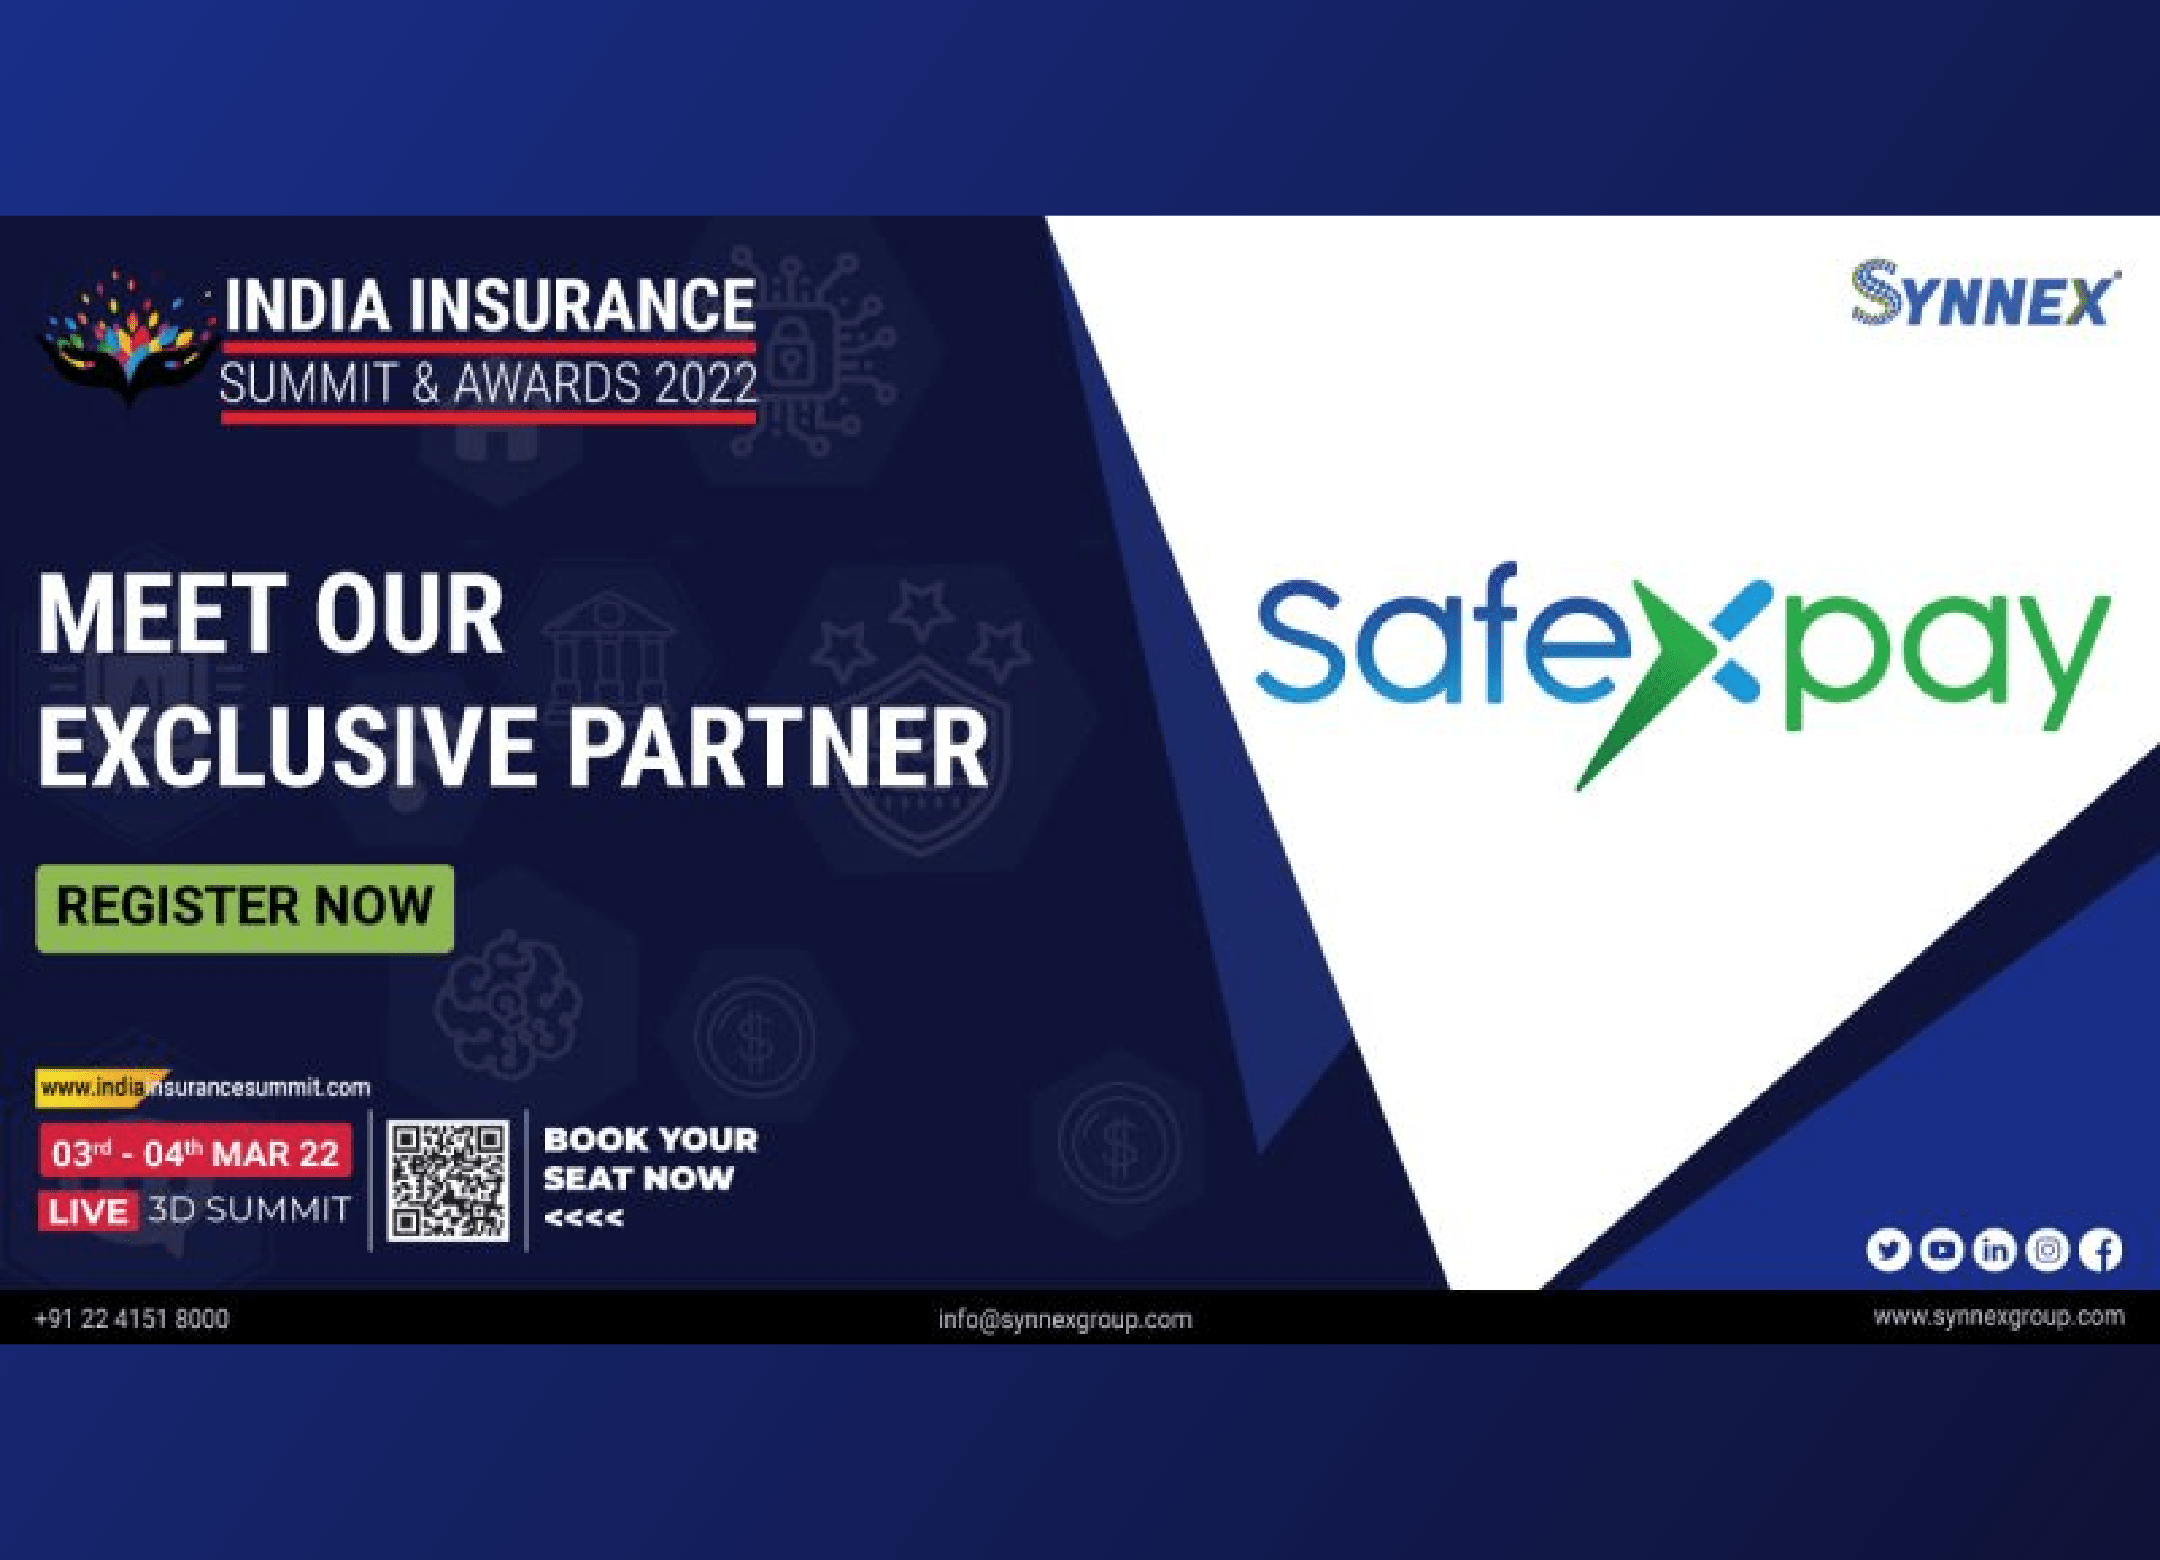 INDIA INSURANCE
SUMMIT & AWARDS 2022
SYNNEX
MEET OUR
EXCLUSIVE PARTNER
Safexpay
REGISTER NOW
www.indiainsurancesummit.com
03rd - 04th MAR 22
LIVE 3D SUMMIT
BOOK YOUR
SEAT NOW
<<<<
+91 22 4151 8000
info@synnexgroup.com
www.synnexgroup.com